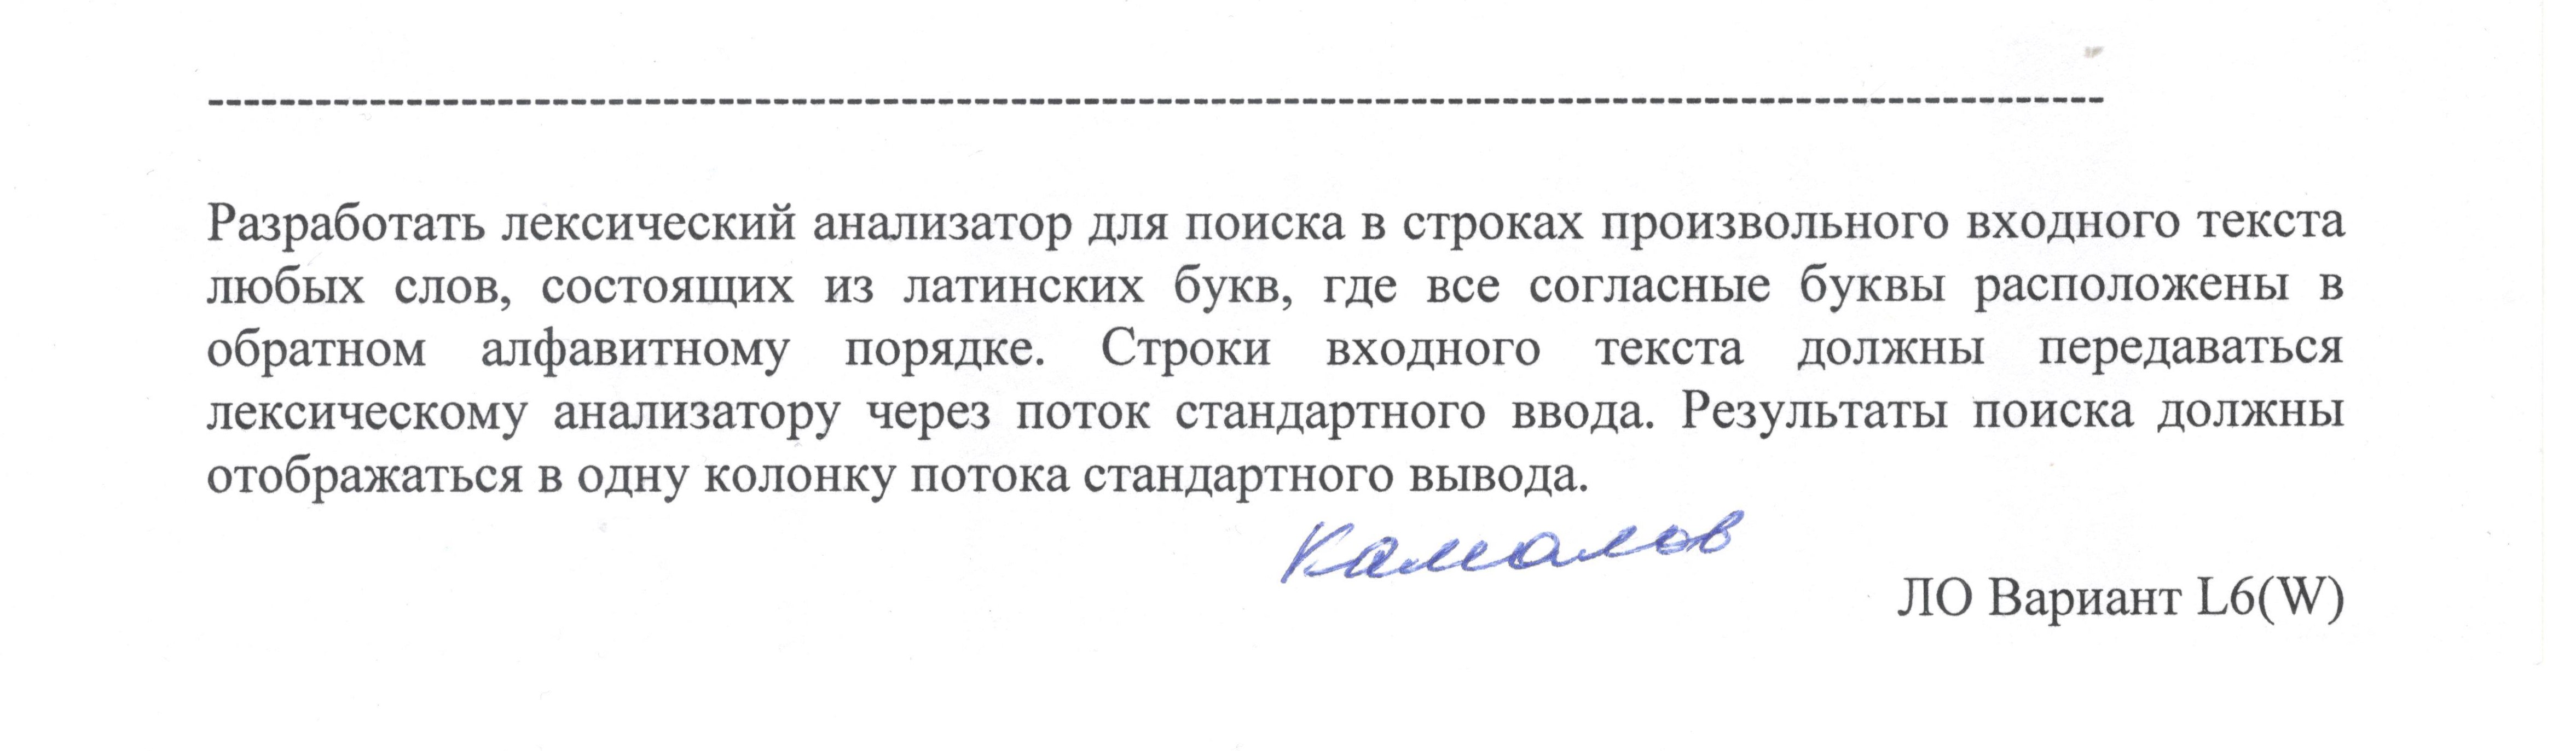 Разработать лексический анализатор для поиска в строках произвольного входного текста
любых слов, состоящих из латинских букв, где все согласные буквы расположены в
обратном алфавитному порядке. Строки входного текста должны передаваться
лексическому анализатору через поток стандартного ввода. Результаты поиска должны
отображаться в одну колонку потока стандартного вывода.
Камалов
ЛО Вариант L6(W)